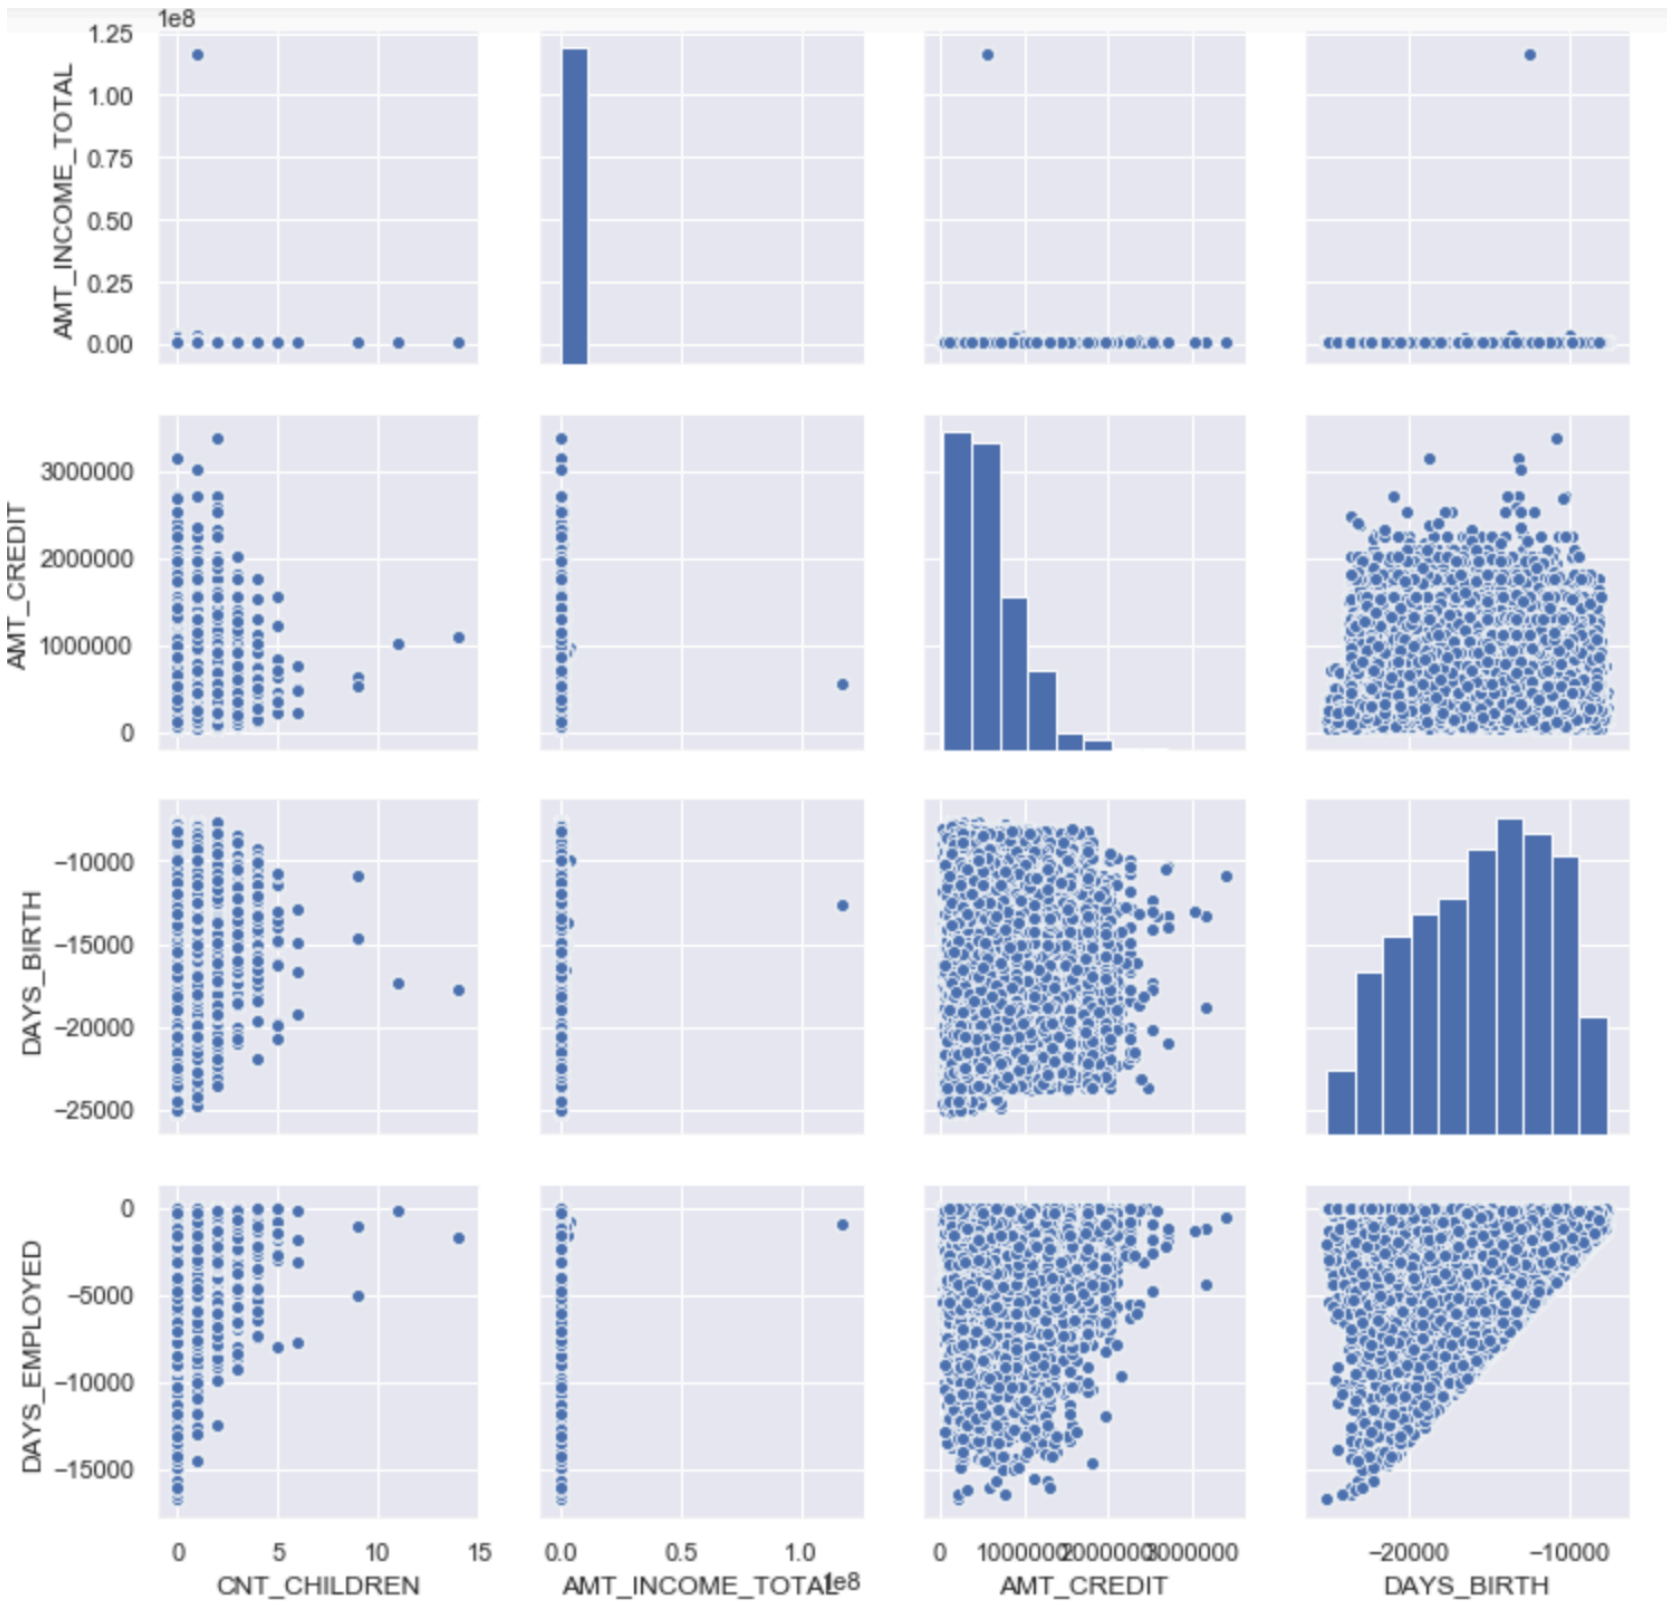 1e8
1.25
1.00
0.75
0.50
0.25
0.00
AMT_INCOME_TOTAL
3000000
2000000
1000000
0
AMT_CREDIT
−10000
−15000
−20000
−25000
DAYS_BIRTH
0
−5000
−10000
−15000
DAYS_EMPLOYED
0 5 10 15
CNT_CHILDREN
0.0 0.5 1.0
AMT_INCOME_TOTAL 1e8
0 1000000 2000000 3000000
AMT_CREDIT
−20000 −10000
DAYS_BIRTH